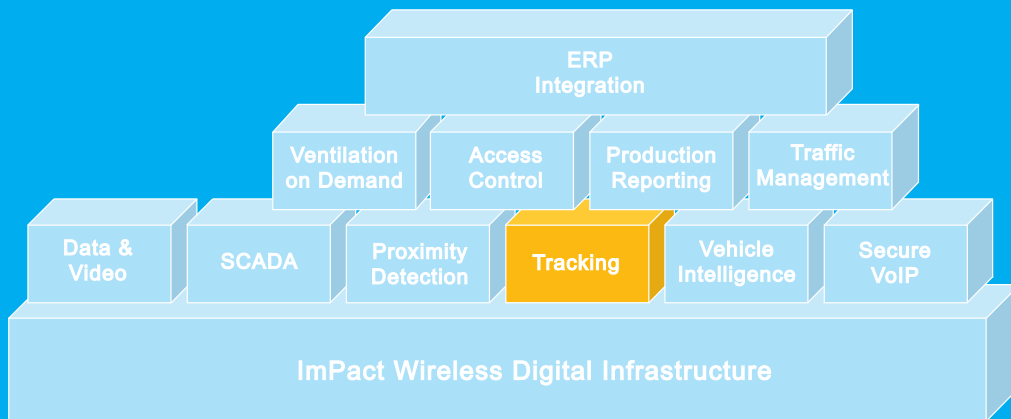 ERP
Integration
Ventilation
on Demand
Access
Control
Production
Reporting
Traffic
Management
Data &
Video
SCADA
Proximity
Detection
Tracking
Vehicle
Intelligence
Secure
VoIP
ImPact Wireless Digital Infrastructure